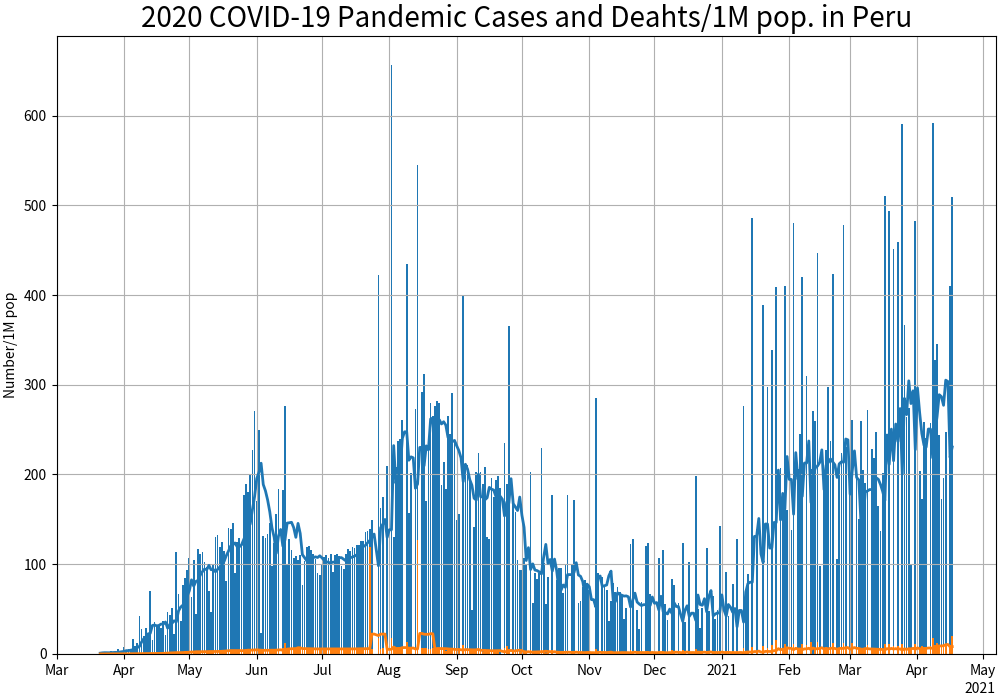 2020 COVID-19 Pandemic Cases and Deahts/1M pop. in Peru
Number/1M pop
600
500
400
300
200
100
0
Mar Apr May Jun Jul Aug Sep Oct Nov Dec 2021 Feb Mar Apr May
2021